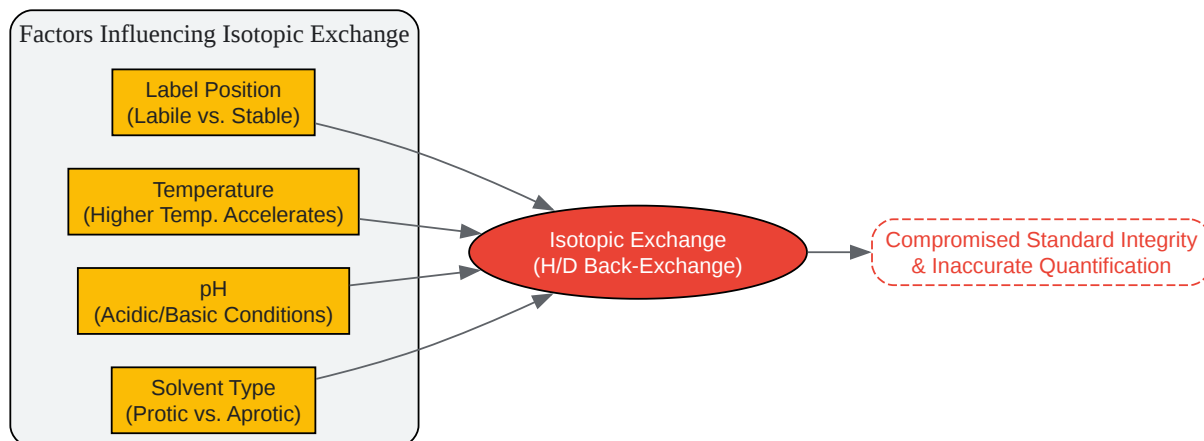 Factors Influencing Isotopic Exchange
Label Position
(Labile vs. Stable)
Temperature
(Higher Temp. Accelerates)
pH
(Acidic/Basic Conditions)
Solvent Type
(Protic vs. Aprotic)
Isotopic Exchange
(H/D Back-Exchange)
Compromised Standard Integrity
& Inaccurate Quantification